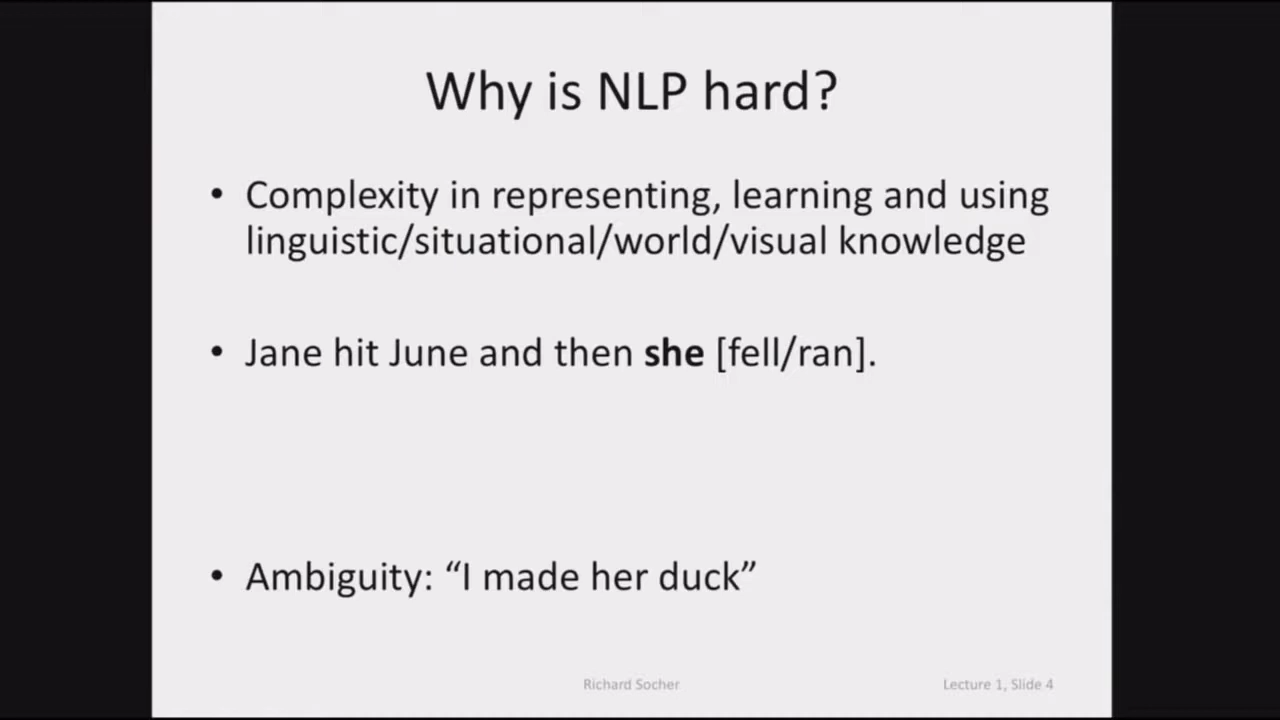 Why is NLP hard?
• Complexity in representing, learning and using
linguistic/situational/world/visual knowledge
• Jane hit June and then she [fell/ran].
• Ambiguity: “I made her duck”
Richard Socher
Lecture 1, Slide 4